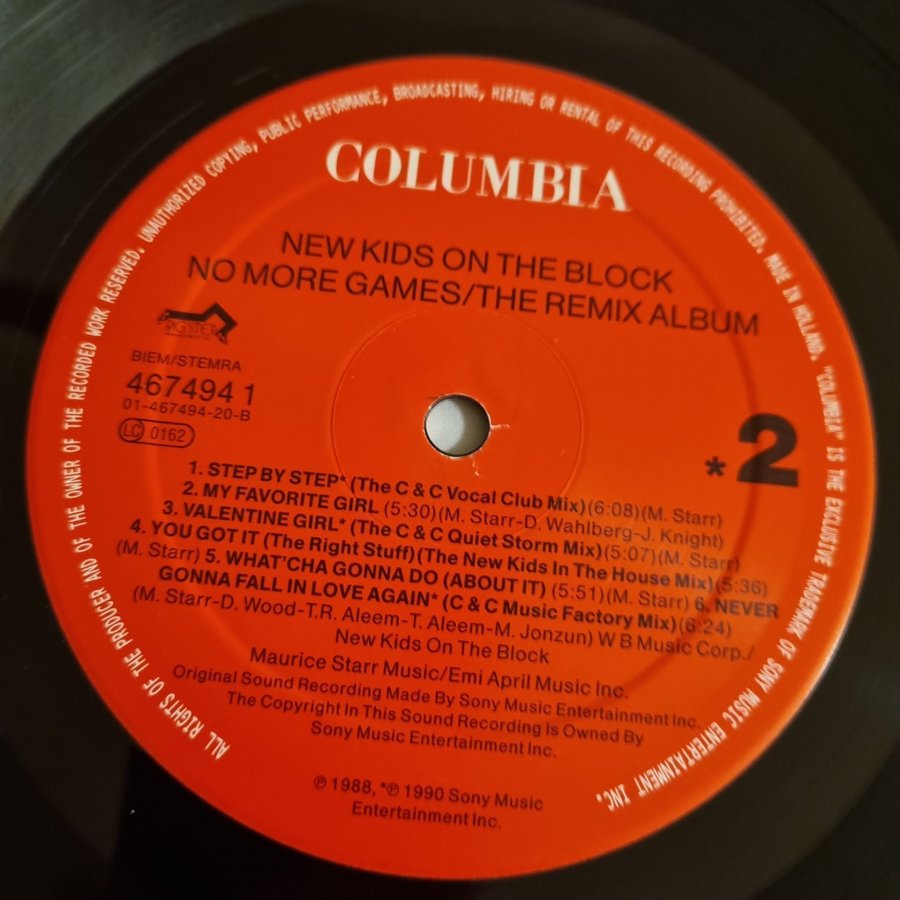 ALL RIGHTS OF THE PRODUCER AND OF THE OWNER OF THE RECORDED WORK RESERVED. UNAUTHORIZED COPYING, PUBLIC PERFORMANCE, BROADCASTING, HIRING OR RENTAL OF THIS RECORDING PROHIBITED. MADE IN HOLLAND. "COLUMBIA" IS THE EXCLUSIVE TRADEMARK OF SONY MUSIC ENTERTAINMENT INC.
COLUMBIA
NEW KIDS ON THE BLOCK
NO MORE GAMES/THE REMIX ALBUM
BIEM/STEMRA
467494 1
01-467494-20-B
LC 0162
*2
1. STEP BY STEP* (The C & C Vocal Club Mix)(6:08)(M. Starr)
2. MY FAVORITE GIRL (5:30)(M. Starr-D. Wahlberg-J. Knight)
3. VALENTINE GIRL* (The C & C Quiet Storm Mix)(5:07)(M. Starr)
4. YOU GOT IT (The Right Stuff)(The New Kids In The House Mix)(5:36)
(M. Starr) 5. WHAT'CHA GONNA DO (ABOUT IT) (5:51)(M. Starr) 6. NEVER
GONNA FALL IN LOVE AGAIN* (C & C Music Factory Mix)(6:24)
(M. Starr-D. Wood-T.R. Aleem-T. Aleem-M. Jonzun) W B Music Corp./
New Kids On The Block
Maurice Starr Music/Emi April Music Inc.
Original Sound Recording Made By Sony Music Entertainment Inc.
The Copyright In This Sound Recording Is Owned By
Sony Music Entertainment Inc.
℗ 1988, *℗ 1990 Sony Music
Entertainment Inc.